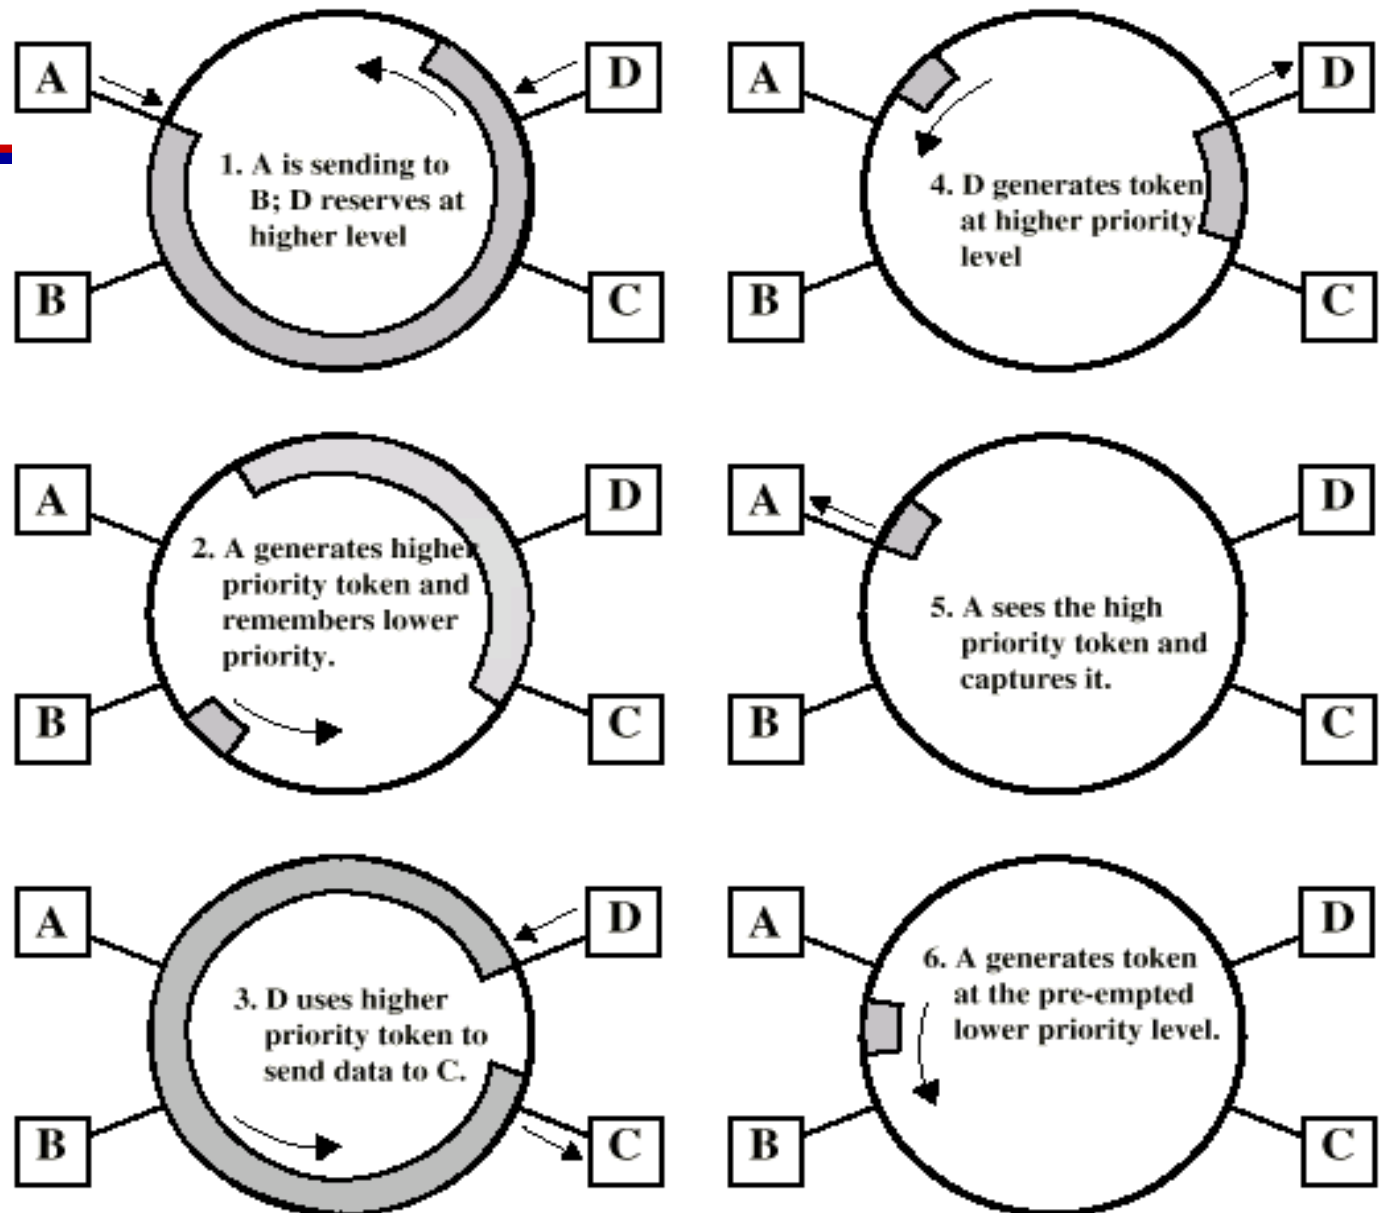 A
D
1. A is sending to
B; D reserves at
higher level
B
C
A
D
4. D generates token
at higher priority
level
B
C
A
D
2. A generates higher
priority token and
remembers lower
priority.
B
C
A
D
5. A sees the high
priority token and
captures it.
B
C
A
D
3. D uses higher
priority token to
send data to C.
B
C
A
D
6. A generates token
at the pre-empted
lower priority level.
B
C